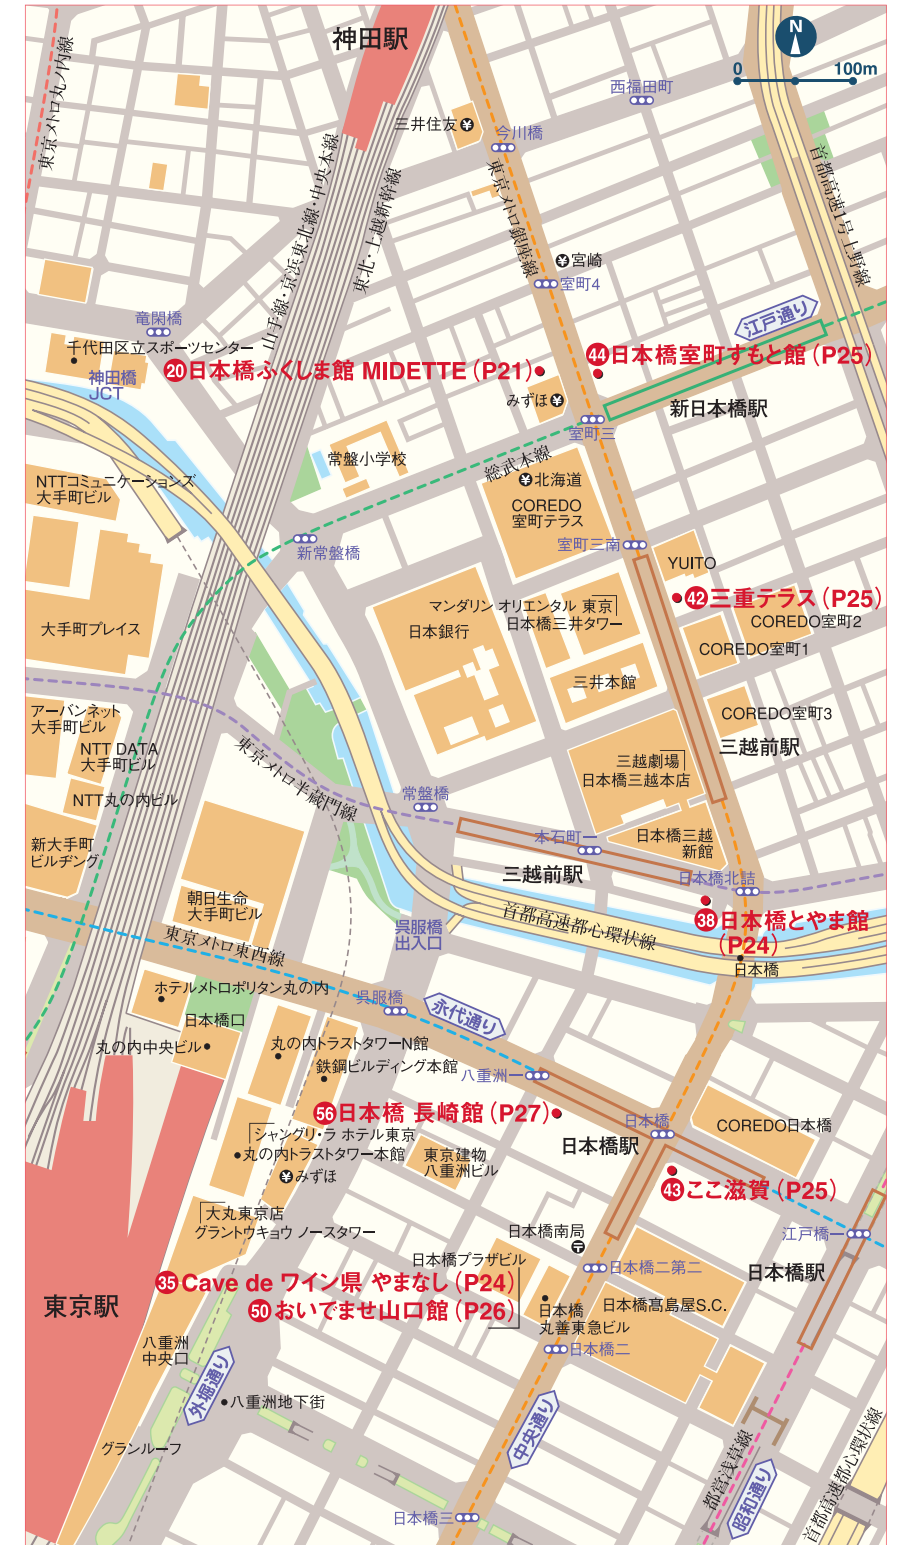 神田駅
N
0 100m
東京メトロ丸ノ内線
西福田町
三井住友
今川橋
山手線・京浜東北線・中央本線
東北・上越新幹線
東京メトロ銀座線
首都高速1号上野線
宮崎
室町4
竜閑橋
江戸通り
千代田区立スポーツセンター
44日本橋室町すもと館(P25)
20日本橋ふくしま館 MIDETTE(P21)
神田橋
JCT
みずほ
新日本橋駅
室町三
総武本線
常盤小学校
NTTコミュニケーションズ
大手町ビル
北海道
COREDO
室町テラス
新常盤橋
室町三南
YUITO
42三重テラス(P25)
マンダリン オリエンタル 東京
日本橋三井タワー
日本銀行
大手町プレイス
COREDO室町2
COREDO室町1
三井本館
アーバンネット
大手町ビル
COREDO室町3
NTT DATA
大手町ビル
東京メトロ半蔵門線
三越前駅
三越劇場
日本橋三越本店
NTT丸の内ビル
常盤橋
新大手町
ビルヂング
本石町一
日本橋三越
新館
三越前駅
日本橋北詰
朝日生命
大手町ビル
呉服橋
出入口
首都高速都心環状線
38日本橋とやま館
(P24)
東京メトロ東西線
日本橋
ホテルメトロポリタン丸の内
呉服橋
永代通り
日本橋口
丸の内中央ビル
丸の内トラストタワーN館
鉄鋼ビルディング本館
八重洲一
56日本橋 長崎館(P27)
日本橋
COREDO日本橋
シャングリ・ラ ホテル東京
丸の内トラストタワー本館
日本橋駅
東京建物
八重洲ビル
みずほ
43ここ滋賀(P25)
大丸東京店
グラントウキョウ ノースタワー
日本橋南局
江戸橋一
日本橋プラザビル
日本橋二第二
日本橋駅
35Cave de ワイン県 やまなし(P24)
50おいでませ山口館(P26)
東京駅
日本橋
丸善東急ビル
日本橋髙島屋S.C.
八重洲
中央口
日本橋二
外堀通り
八重洲地下街
中央通り
グランルーフ
都営浅草線
昭和通り
首都高速都心環状線
日本橋三